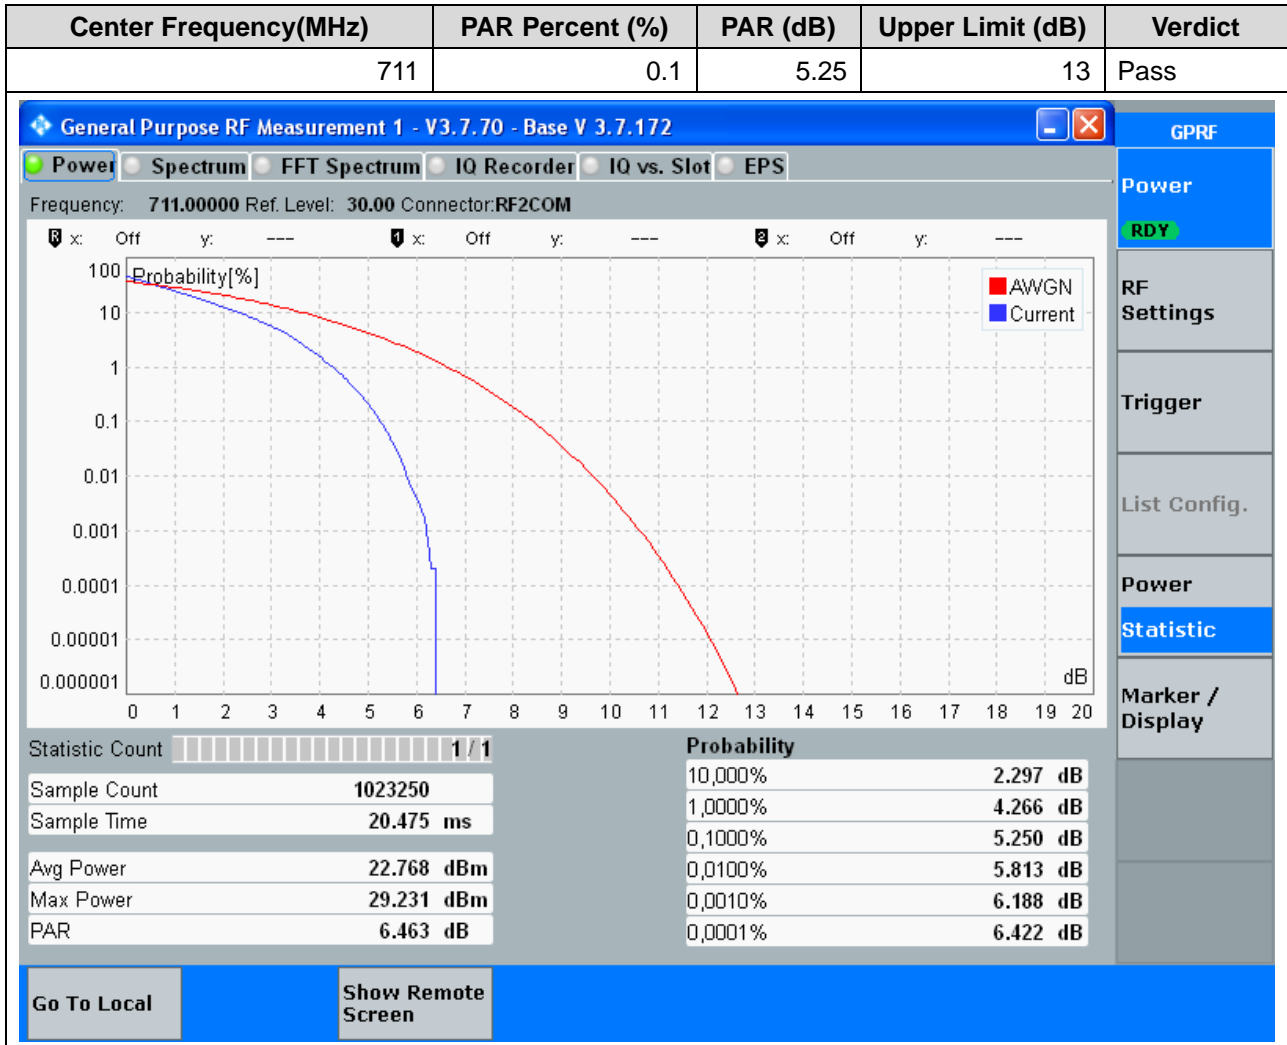 Center Frequency(MHz) PAR Percent (%) PAR (dB) Upper Limit (dB) Verdict
711 0.1 5.25 13 Pass
General Purpose RF Measurement 1 - V3.7.70 - Base V 3.7.172
GPRF
Power Spectrum FFT Spectrum IQ Recorder IQ vs. Slot EPS
Power
RDY
Frequency: 711.00000 Ref. Level: 30.00 Connector:RF2COM
R x: Off y: --- 1 x: Off y: --- 2 x: Off y: ---
Probability[%]
AWGN
Current
100
10
1
0.1
0.01
0.001
0.0001
0.00001
0.000001
dB
0 1 2 3 4 5 6 7 8 9 10 11 12 13 14 15 16 17 18 19 20
RF
Settings
Trigger
List Config.
Power
Statistic
Marker /
Display
Statistic Count 1 / 1
Sample Count 1023250
Sample Time 20.475 ms
Avg Power 22.768 dBm
Max Power 29.231 dBm
PAR 6.463 dB
Probability
10,000% 2.297 dB
1,0000% 4.266 dB
0,1000% 5.250 dB
0,0100% 5.813 dB
0,0010% 6.188 dB
0,0001% 6.422 dB
Go To Local
Show Remote
Screen